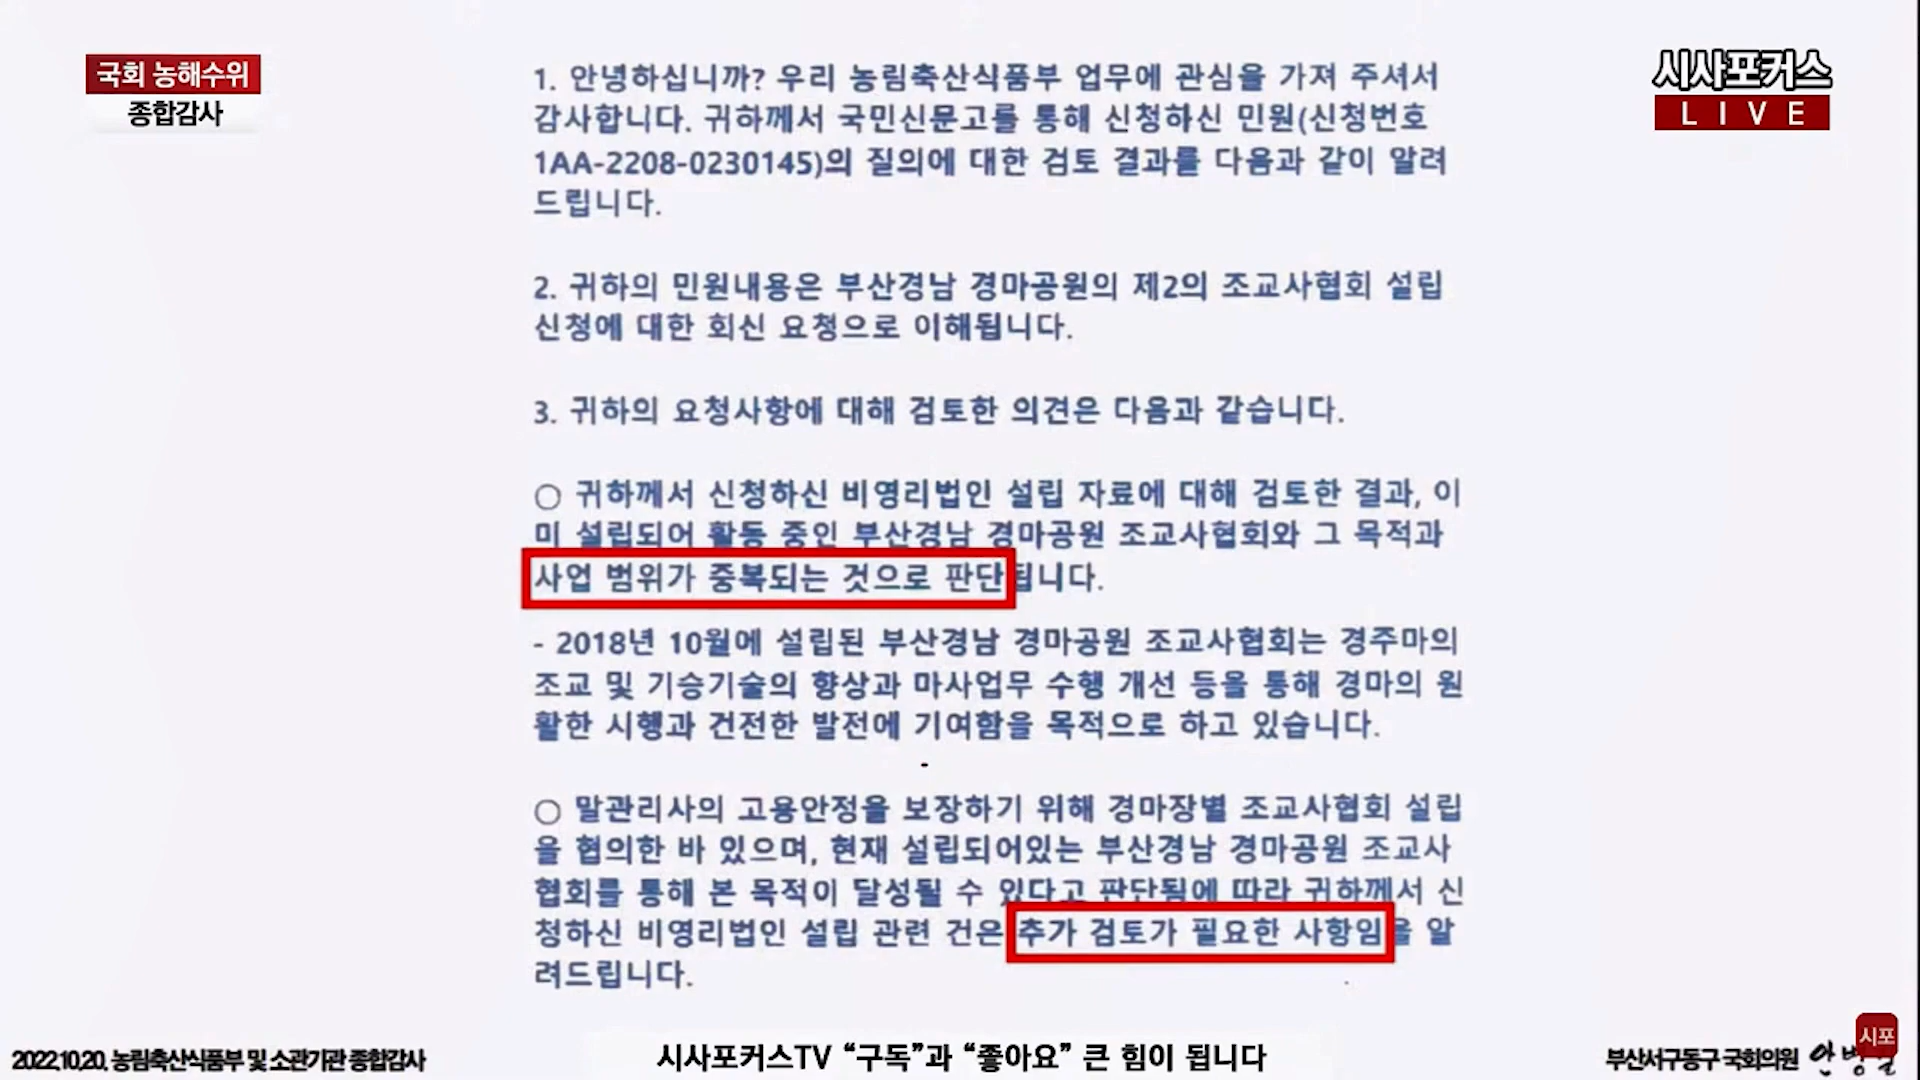 국회 농해수위
종합감사
시사포커스
LIVE
1. 안녕하십니까? 우리 농림축산식품부 업무에 관심을 가져 주셔서
감사합니다. 귀하께서 국민신문고를 통해 신청하신 민원(신청번호
1AA-2208-0230145)의 질의에 대한 검토 결과를 다음과 같이 알려
드립니다.
2. 귀하의 민원내용은 부산경남 경마공원의 제2의 조교사협회 설립
신청에 대한 회신 요청으로 이해됩니다.
3. 귀하의 요청사항에 대해 검토한 의견은 다음과 같습니다.
○ 귀하께서 신청하신 비영리법인 설립 자료에 대해 검토한 결과, 이
미 설립되어 활동 중인 부산경남 경마공원 조교사협회와 그 목적과
사업 범위가 중복되는 것으로 판단됩니다.
- 2018년 10월에 설립된 부산경남 경마공원 조교사협회는 경주마의
조교 및 기승기술의 향상과 마사업무 수행 개선 등을 통해 경마의 원
활한 시행과 건전한 발전에 기여함을 목적으로 하고 있습니다.
-
○ 말관리사의 고용안정을 보장하기 위해 경마장별 조교사협회 설립
을 협의한 바 있으며, 현재 설립되어있는 부산경남 경마공원 조교사
협회를 통해 본 목적이 달성될 수 있다고 판단됨에 따라 귀하께서 신
청하신 비영리법인 설립 관련 건은 추가 검토가 필요한 사항임을 알
려드립니다.
2022.10.20. 농림축산식품부 및 소관기관 종합감사
시사포커스TV “구독”과 “좋아요” 큰 힘이 됩니다
부산서구동구 국회의원 안병길
시포